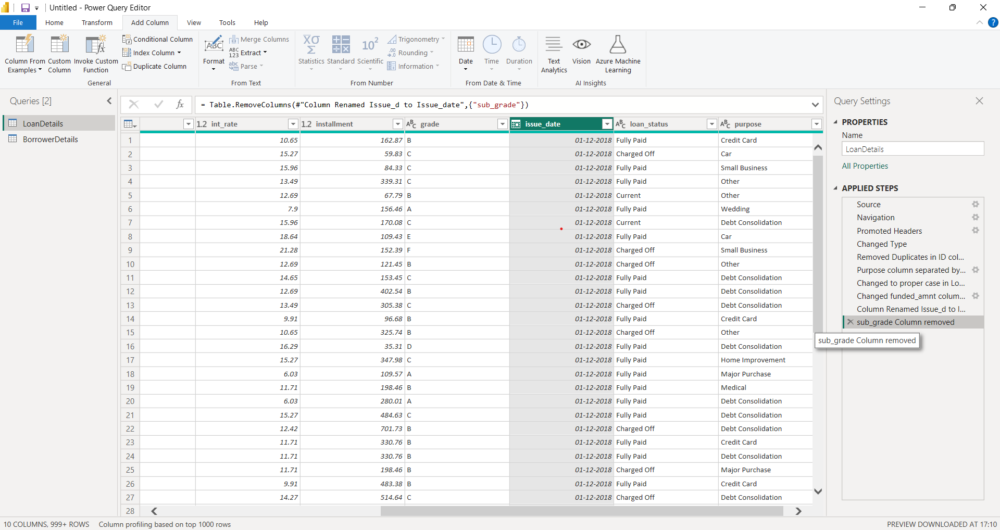 Untitled - Power Query Editor
File Home Transform Add Column View Tools Help
Column From Examples
Custom Column
Invoke Custom Function
Conditional Column
Index Column
Duplicate Column
General
Format
Merge Columns
Extract
Parse
From Text
Statistics
Standard
Scientific
Trigonometry
Rounding
Information
From Number
Date
Time
Duration
From Date & Time
Text Analytics
Vision
Azure Machine Learning
AI Insights
Queries [2]
LoanDetails
BorrowerDetails
fx = Table.RemoveColumns(#"Column Renamed Issue_d to Issue_date",{"sub_grade"})
1.2 int_rate 1.2 installment ABC grade issue_date ABC loan_status ABC purpose
1 10.65 162.87 B 01-12-2018 Fully Paid Credit Card
2 15.27 59.83 C 01-12-2018 Charged Off Car
3 15.96 84.33 C 01-12-2018 Fully Paid Small Business
4 13.49 339.31 C 01-12-2018 Fully Paid Other
5 12.69 67.79 B 01-12-2018 Current Other
6 7.9 156.46 A 01-12-2018 Fully Paid Wedding
7 15.96 170.08 C 01-12-2018 Current Debt Consolidation
8 18.64 109.43 E 01-12-2018 Fully Paid Car
9 21.28 152.39 F 01-12-2018 Charged Off Small Business
10 12.69 121.45 B 01-12-2018 Charged Off Other
11 14.65 153.45 C 01-12-2018 Fully Paid Debt Consolidation
12 12.69 402.54 B 01-12-2018 Fully Paid Debt Consolidation
13 13.49 305.38 C 01-12-2018 Charged Off Debt Consolidation
14 9.91 96.68 B 01-12-2018 Fully Paid Credit Card
15 10.65 325.74 B 01-12-2018 Charged Off Other
16 16.29 35.31 D 01-12-2018 Fully Paid Debt Consolidation
17 15.27 347.98 C 01-12-2018 Fully Paid Home Improvement
18 6.03 109.57 A 01-12-2018 Fully Paid Major Purchase
19 11.71 198.46 B 01-12-2018 Fully Paid Medical
20 6.03 280.01 A 01-12-2018 Fully Paid Debt Consolidation
21 15.27 484.63 C 01-12-2018 Fully Paid Debt Consolidation
22 12.42 701.73 B 01-12-2018 Charged Off Debt Consolidation
23 11.71 330.76 B 01-12-2018 Fully Paid Credit Card
24 11.71 330.76 B 01-12-2018 Fully Paid Debt Consolidation
25 11.71 198.46 B 01-12-2018 Charged Off Major Purchase
26 9.91 483.38 B 01-12-2018 Fully Paid Credit Card
27 14.27 514.64 C 01-12-2018 Charged Off Debt Consolidation
28
Query Settings
PROPERTIES
Name
LoanDetails
All Properties
APPLIED STEPS
Source
Navigation
Promoted Headers
Changed Type
Removed Duplicates in ID col...
Purpose column separated by...
Changed to proper case in Lo...
Changed funded_amnt colum...
Column Renamed Issue_d to I...
sub_grade Column removed
sub_grade Column removed
10 COLUMNS, 999+ ROWS Column profiling based on top 1000 rows
PREVIEW DOWNLOADED AT 17:10